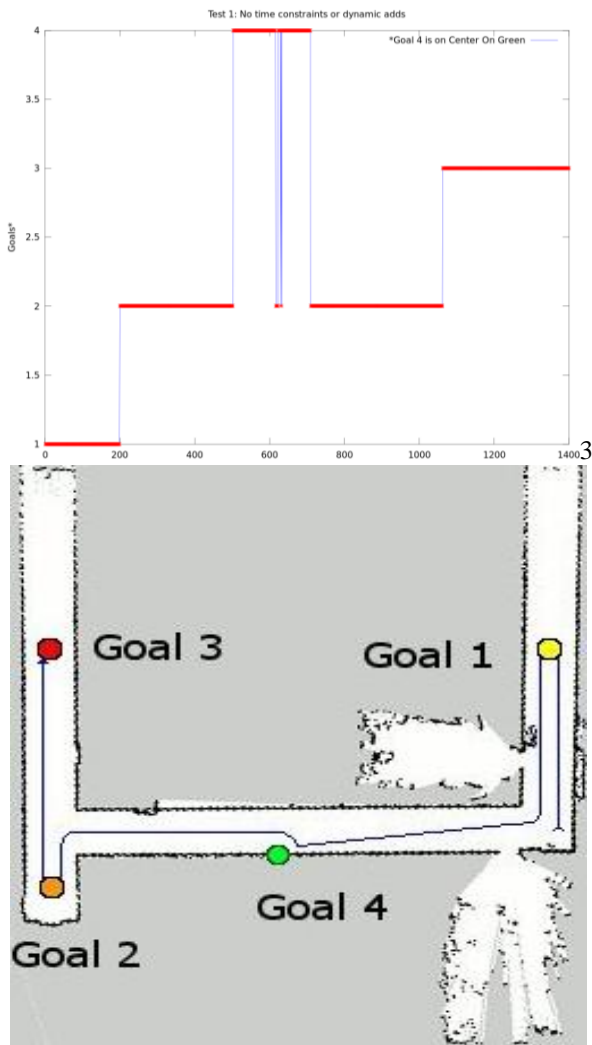 Test 1: No time constraints or dynamic adds
*Goal 4 is on Center On Green
4
3.5
3
2.5
2
1.5
1
Goals*
0 200 400 600 800 1000 1200 1400
3
Goal 3
Goal 1
Goal 4
Goal 2